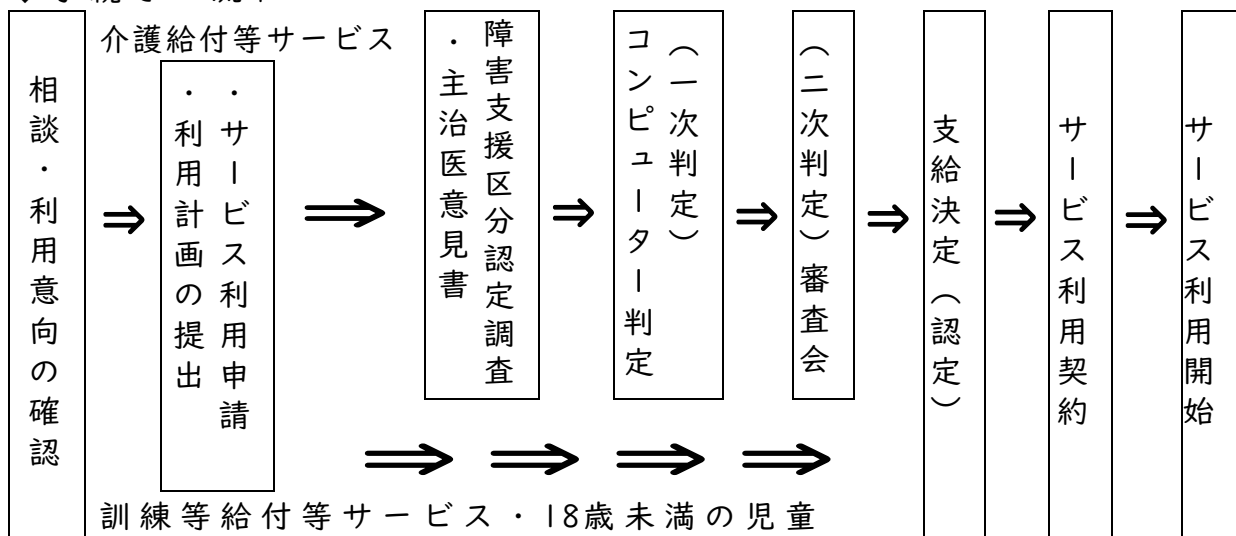 相談・利用意向の確認
介護給付等サービス
・サービス利用申請
・利用計画の提出
障害支援区分認定調査
・主治医意見書
(一次判定)
コンピューター判定
(二次判定)審査会
支給決定(認定)
サービス利用契約
サービス利用開始
訓練等給付等サービス・18歳未満の児童